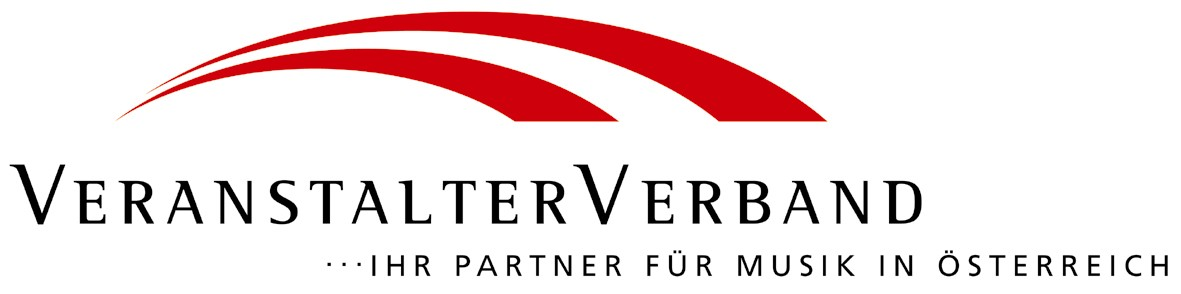 VERANSTALTERVERBAND
...IHR PARTNER FÜR MUSIK IN ÖSTERREICH